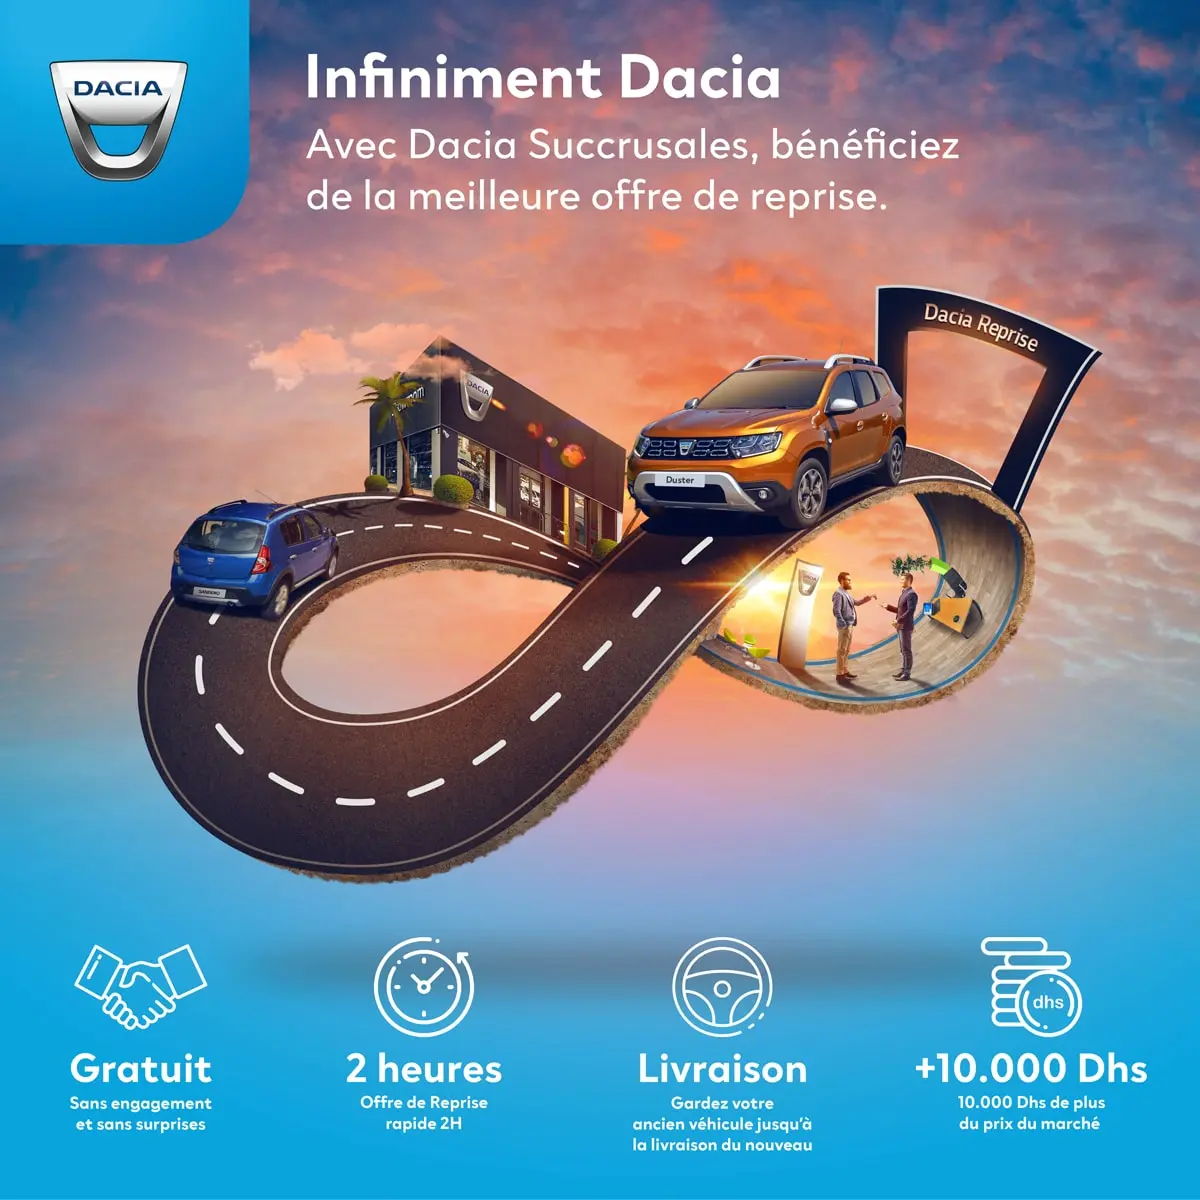 DACIA
Infiniment Dacia
Avec Dacia Succrusales, bénéficiez
de la meilleure offre de reprise.
Dacia Reprise
DACIA
Duster
SANDERO
DACIA
Gratuit
Sans engagement
et sans surprises
2 heures
Offre de Reprise
rapide 2H
Livraison
Gardez votre
ancien véhicule jusqu'à
la livraison du nouveau
dhs
+10.000 Dhs
10.000 Dhs de plus
du prix du marché